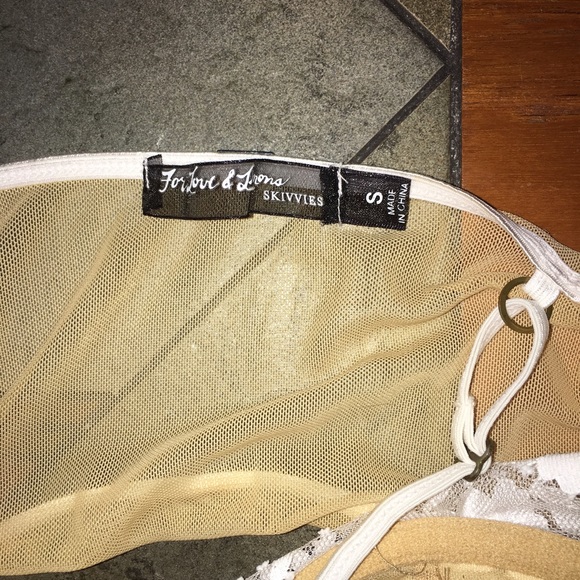 For Love & Lemons
SKIVVIES
S
MADE
IN CHINA